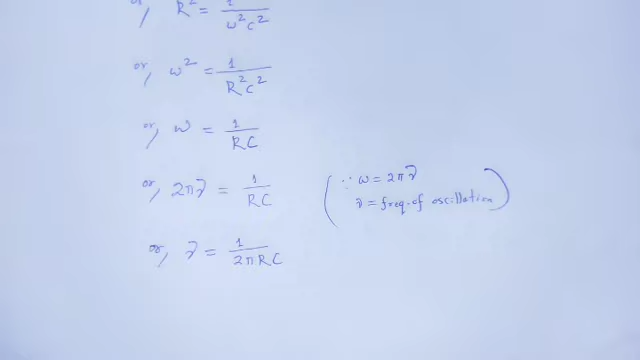 or, R² = 1/ω²C²
or, ω² = 1/R²C²
or, ω = 1/RC
or, 2πν = 1/RC (∵ ω = 2πν
ν = freq. of oscillation)
or, ν = 1/2πRC